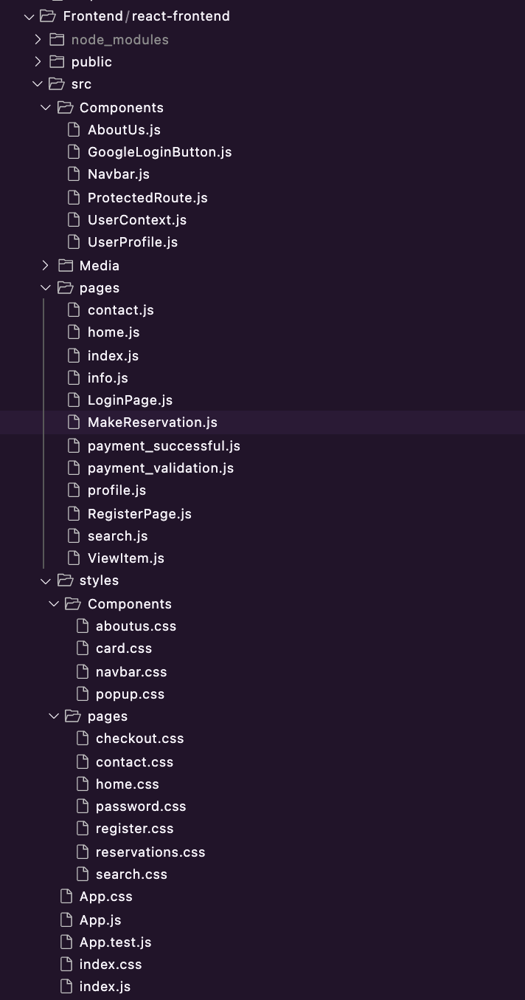 Frontend/react-frontend
node_modules
public
src
Components
AboutUs.js
GoogleLoginButton.js
Navbar.js
ProtectedRoute.js
UserContext.js
UserProfile.js
Media
pages
contact.js
home.js
index.js
info.js
LoginPage.js
MakeReservation.js
payment_successful.js
payment_validation.js
profile.js
RegisterPage.js
search.js
ViewItem.js
styles
Components
aboutus.css
card.css
navbar.css
popup.css
pages
checkout.css
contact.css
home.css
password.css
register.css
reservations.css
search.css
App.css
App.js
App.test.js
index.css
index.js